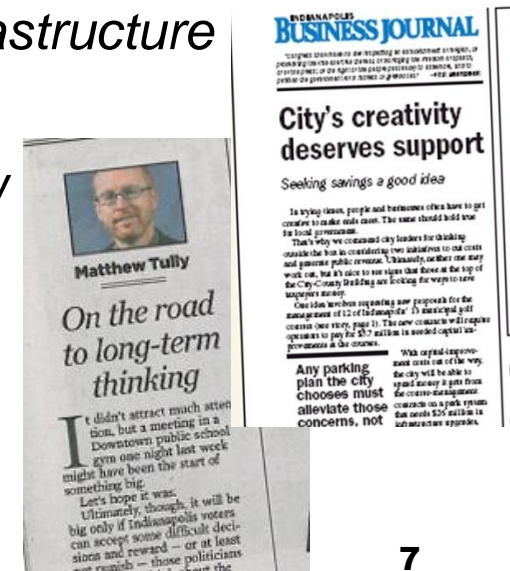 astructure
y
Matthew Tully
On the road
to long-term
thinking
It didn't attract much atten
tion, but a meeting in a
Downtown public school
gym one night last week
might have been the start of
something big.
Let's hope it was.
Ultimately, though, it will be
big only if Indianapolis voters
can accept some difficult deci-
sions and reward — or at least
not punish — those politicians
about the
INDIANAPOLIS
BUSINESS JOURNAL
City's creativity
deserves support
Seeking savings a good idea
In trying times, people and businesses often have to get
creative to make ends meet. The same should hold true
for local government.
That's why we commend city leaders for thinking
outside the box in considering two initiatives to cut costs
and generate public revenue. Ultimately, neither one may
work out, but it's nice to see signs that those at the top of
the City-County Building are looking for ways to save
taxpayers money.
One idea involves requesting new proposals for the
management of 12 of Indianapolis' 13 municipal golf
courses (see story, page 1). The new contracts will require
operators to pay for $3.7 million in needed capital im-
provements at the courses.
Any parking
plan the city
chooses must
alleviate those
concerns, not
With capital-improve-
ment costs out of the way,
the city will be able to
spend money it gets from
the course-management
contracts on a park system
that needs $26 million in
infrastructure upgrades.
7